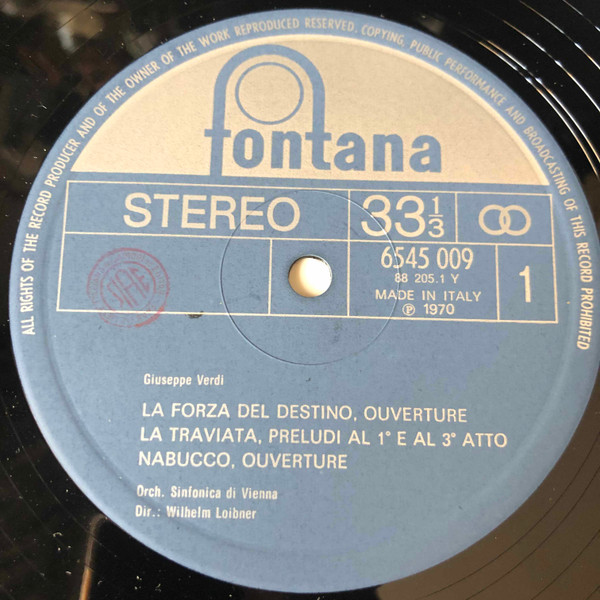 ALL RIGHTS OF THE RECORD PRODUCER AND OF THE OWNER OF THE WORK REPRODUCED RESERVED. COPYING, PUBLIC PERFORMANCE AND BROADCASTING OF THIS RECORD PROHIBITED
fontana
STEREO
33 1/3
6545 009
88 205.1 Y
MADE IN ITALY
℗ 1970
1
SIAE
Giuseppe Verdi
LA FORZA DEL DESTINO, OUVERTURE
LA TRAVIATA, PRELUDI AL 1° E AL 3° ATTO
NABUCCO, OUVERTURE
Orch. Sinfonica di Vienna
Dir.: Wilhelm Loibner